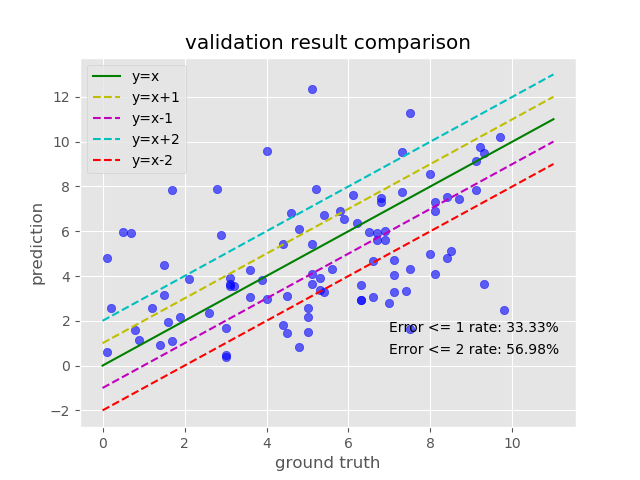 validation result comparison
y=x
y=x+1
y=x-1
y=x+2
y=x-2
12
10
8
6
4
2
0
−2
prediction
Error <= 1 rate: 33.33%
Error <= 2 rate: 56.98%
0 2 4 6 8 10
ground truth